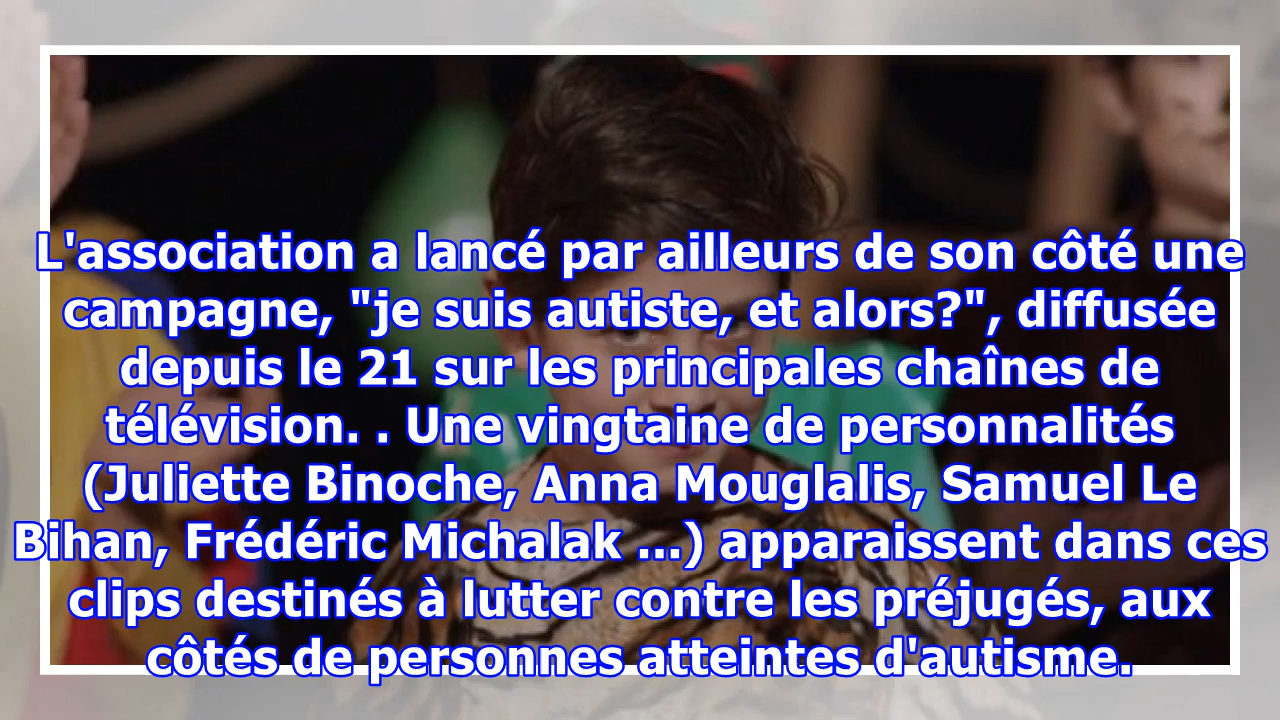 L'association a lancé par ailleurs de son côté une
campagne, "je suis autiste, et alors?", diffusée
depuis le 21 sur les principales chaînes de
télévision. . Une vingtaine de personnalités
(Juliette Binoche, Anna Mouglalis, Samuel Le
Bihan, Frédéric Michalak ...) apparaissent dans ces
clips destinés à lutter contre les préjugés, aux
côtés de personnes atteintes d'autisme.